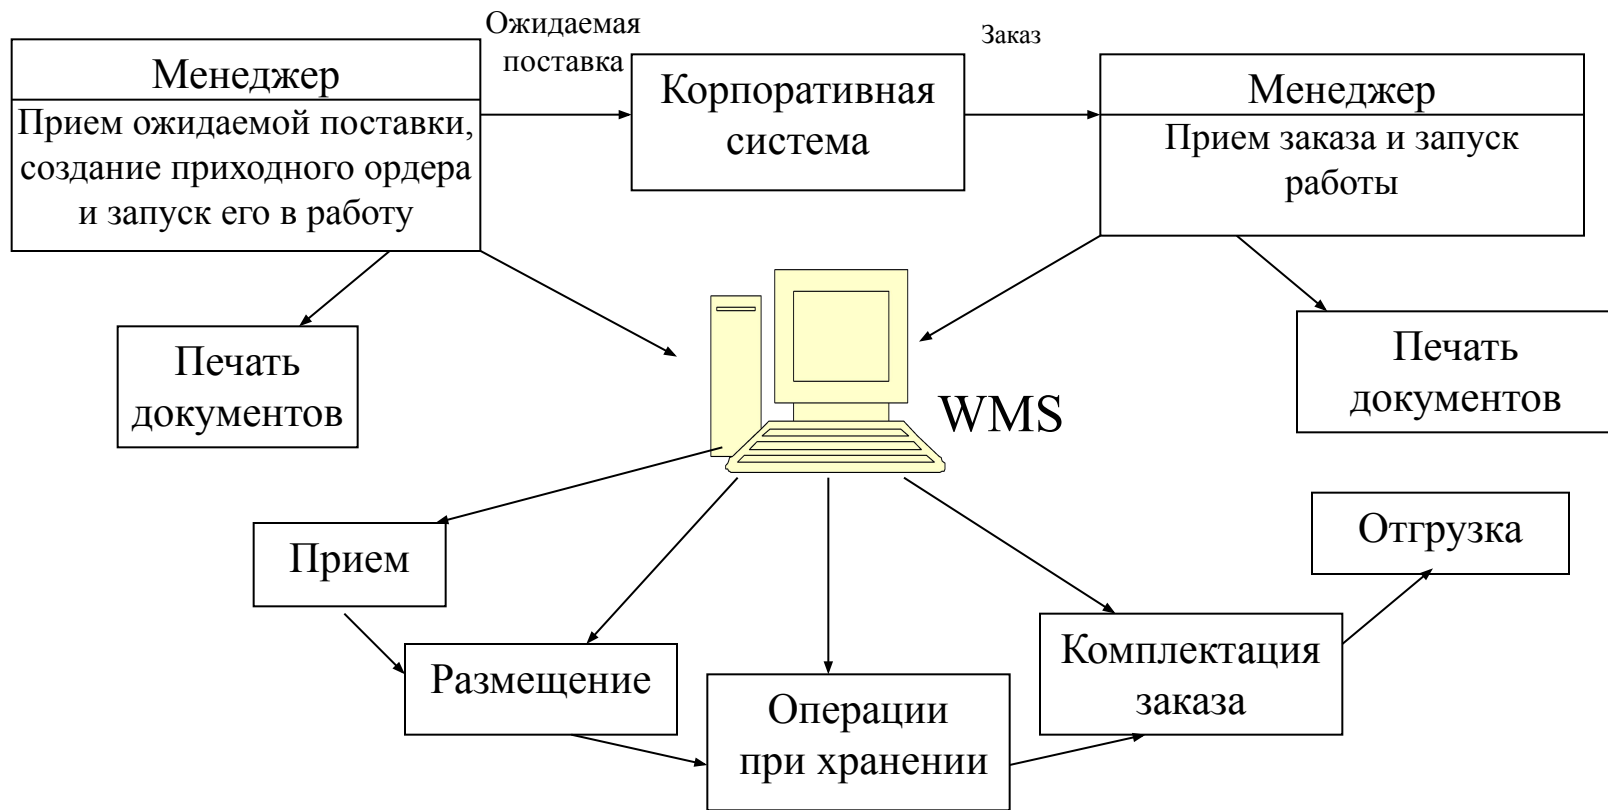 Ожидаемая
поставка
Заказ
Менеджер
Прием ожидаемой поставки,
создание приходного ордера
и запуск его в работу
Корпоративная
система
Менеджер
Прием заказа и запуск
работы
Печать
документов
WMS
Печать
документов
Прием
Отгрузка
Размещение
Комплектация
заказа
Операции
при хранении